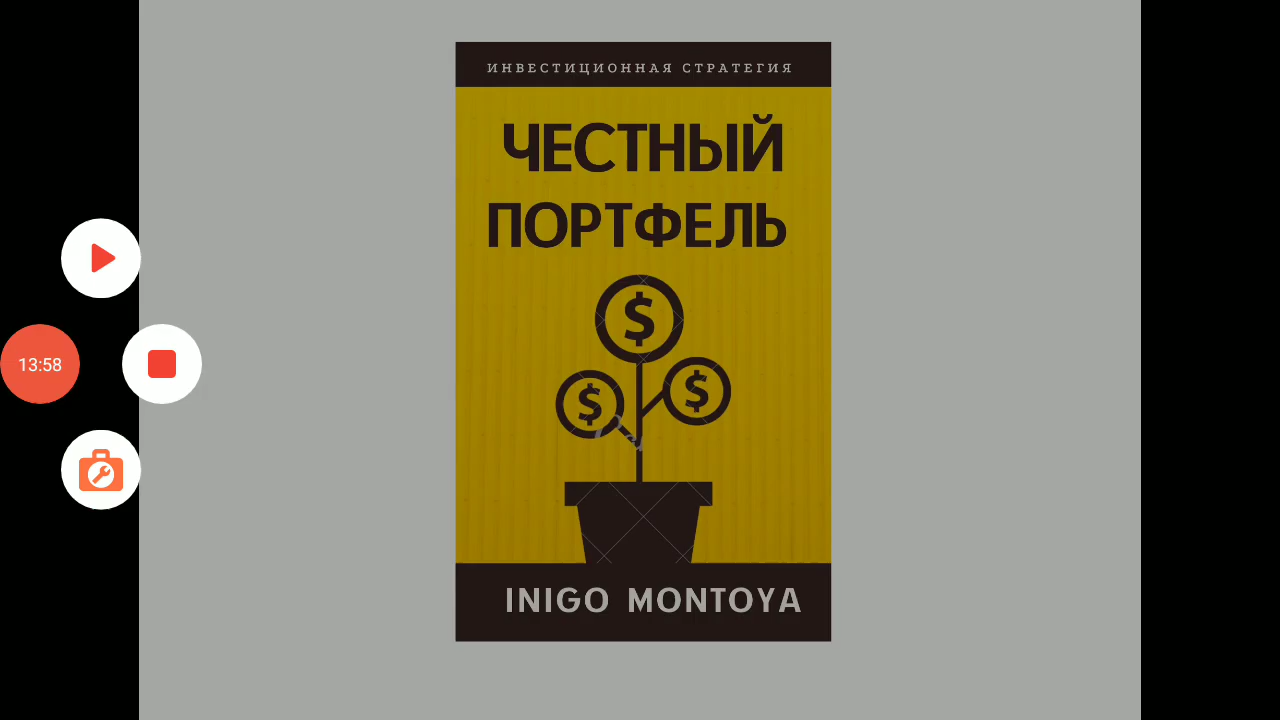 ИНВЕСТИЦИОННАЯ СТРАТЕГИЯ
ЧЕСТНЫЙ
ПОРТФЕЛЬ
$
$
$
13:58
INIGO MONTOYA